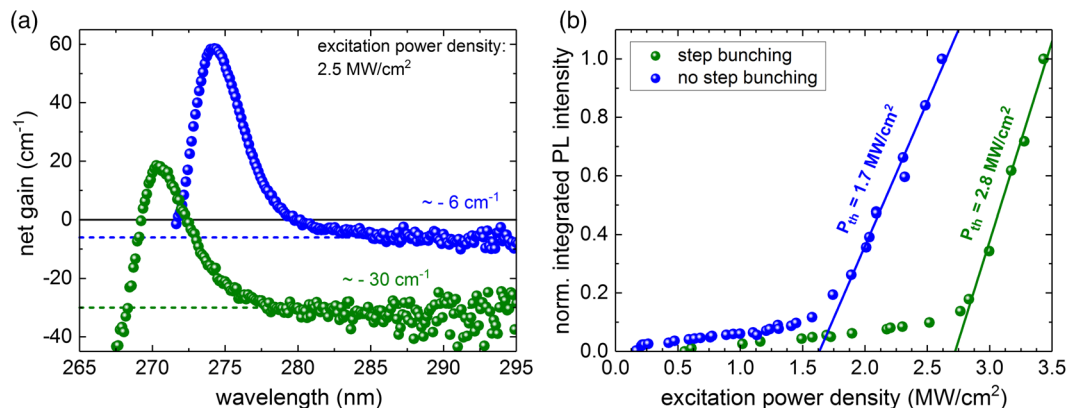 (a)
60
50
40
20
0
-20
-40
265
270
275
280
285
290
295
net gain (cm⁻¹)
wavelength (nm)
excitation power density:
2.5 MW/cm²
~ - 6 cm⁻¹
~ - 30 cm⁻¹
(b)
1.0
0.8
0.6
0.4
0.2
0.0
0.0
0.5
1.0
1.5
2.0
2.5
3.0
3.5
norm. integrated PL intensity
excitation power density (MW/cm²)
step bunching
no step bunching
P_th = 1.7 MW/cm²
P_th = 2.8 MW/cm²